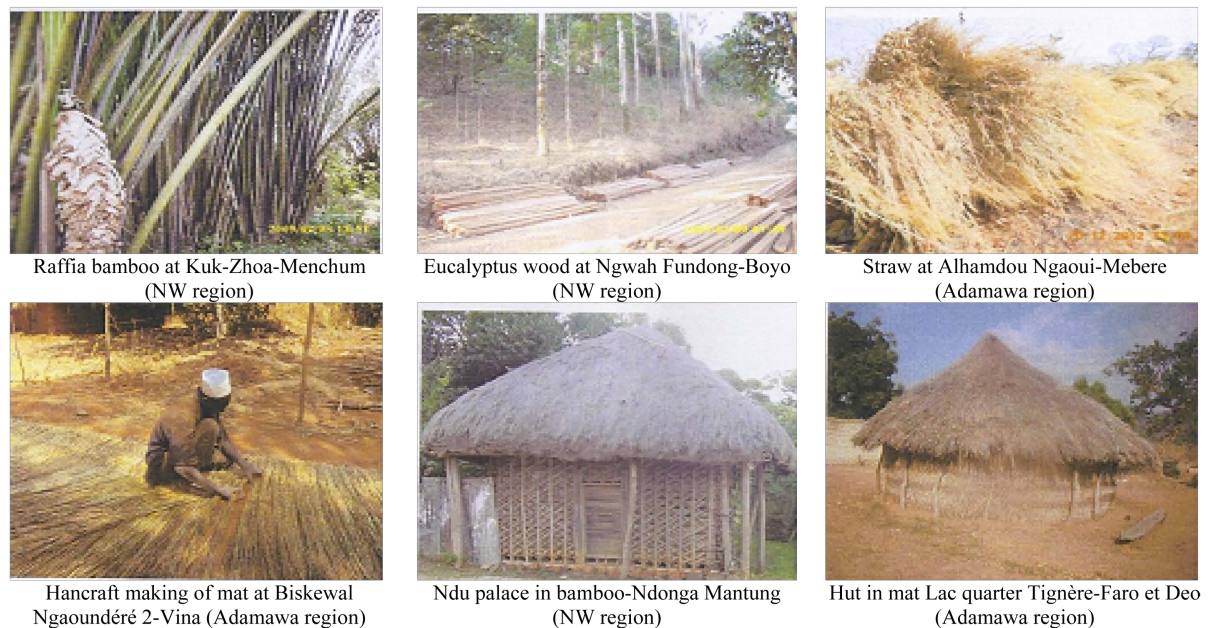 Raffia bamboo at Kuk-Zhoa-Menchum
(NW region)
Eucalyptus wood at Ngwah Fundong-Boyo
(NW region)
Straw at Alhamdou Ngaoui-Mebere
(Adamawa region)
Hancraft making of mat at Biskewal
Ngaoundéré 2-Vina (Adamawa region)
Ndu palace in bamboo-Ndonga Mantung
(NW region)
Hut in mat Lac quarter Tignère-Faro et Deo
(Adamawa region)